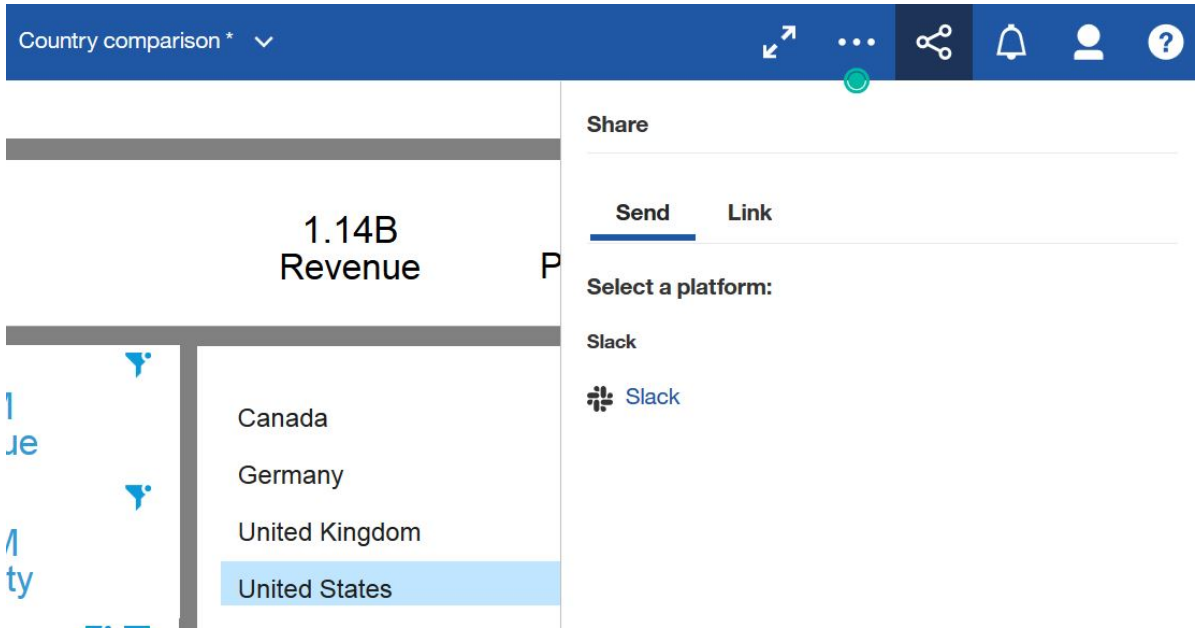 Country comparison *
Share
Send Link
1.14B
Revenue
Select a platform:
Slack
Slack
Canada
Germany
United Kingdom
United States